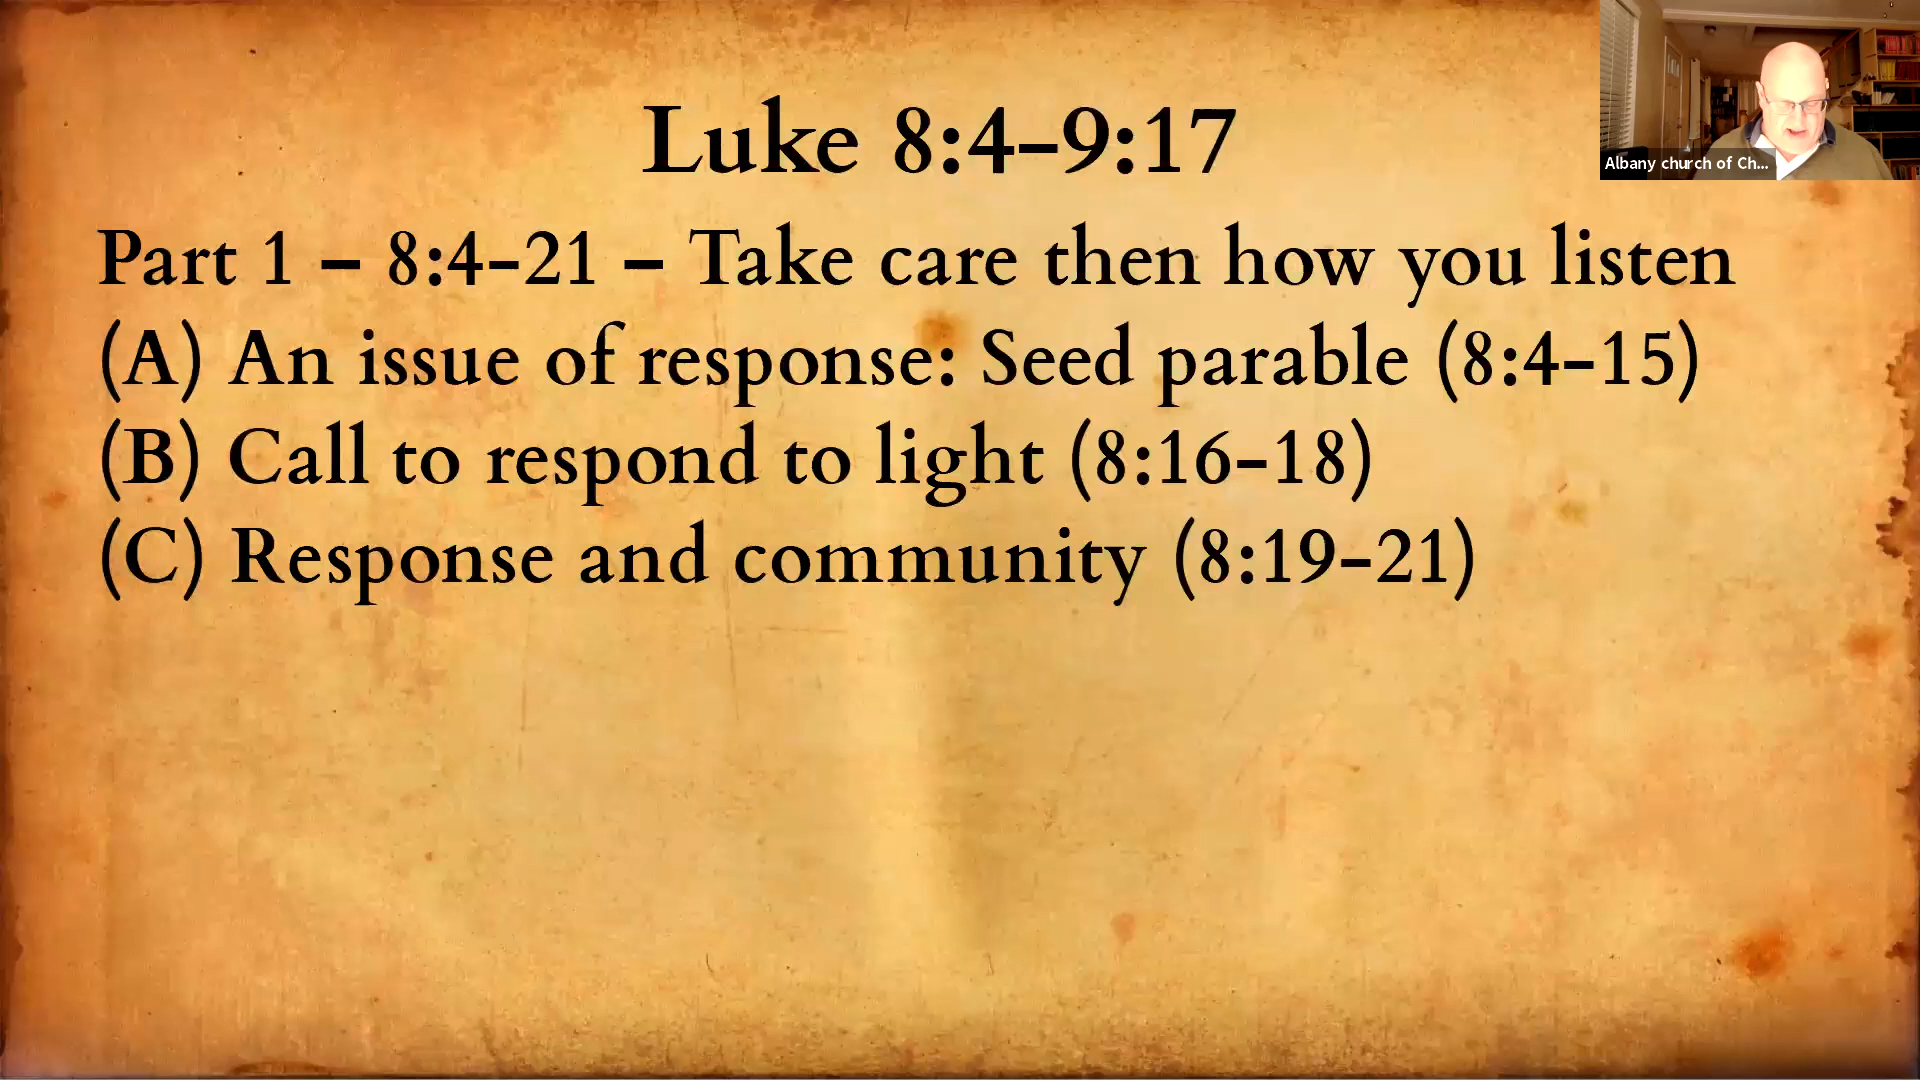 Luke 8:4–9:17
Part 1 – 8:4-21 – Take care then how you listen
(A) An issue of response: Seed parable (8:4-15)
(B) Call to respond to light (8:16-18)
(C) Response and community (8:19-21)
Albany church of Ch...